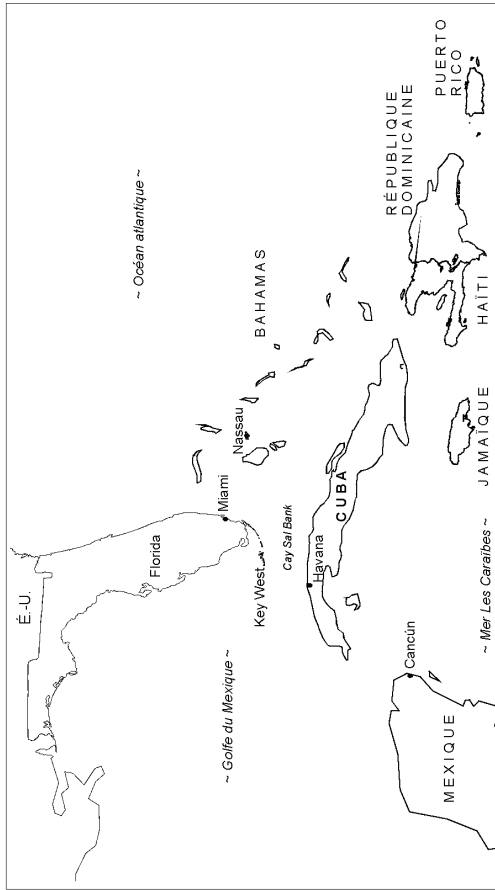 É.-U.
~ Océan atlantique ~
Florida
Miami
~ Golfe du Mexique ~
Nassau
BAHAMAS
Key West
Cay Sal Bank
Havana
CUBA
RÉPUBLIQUE
DOMINICAINE
PUERTO
RICO
Cancún
MEXIQUE
JAMAÏQUE
HAÏTI
~ Mer Les Caraibes ~